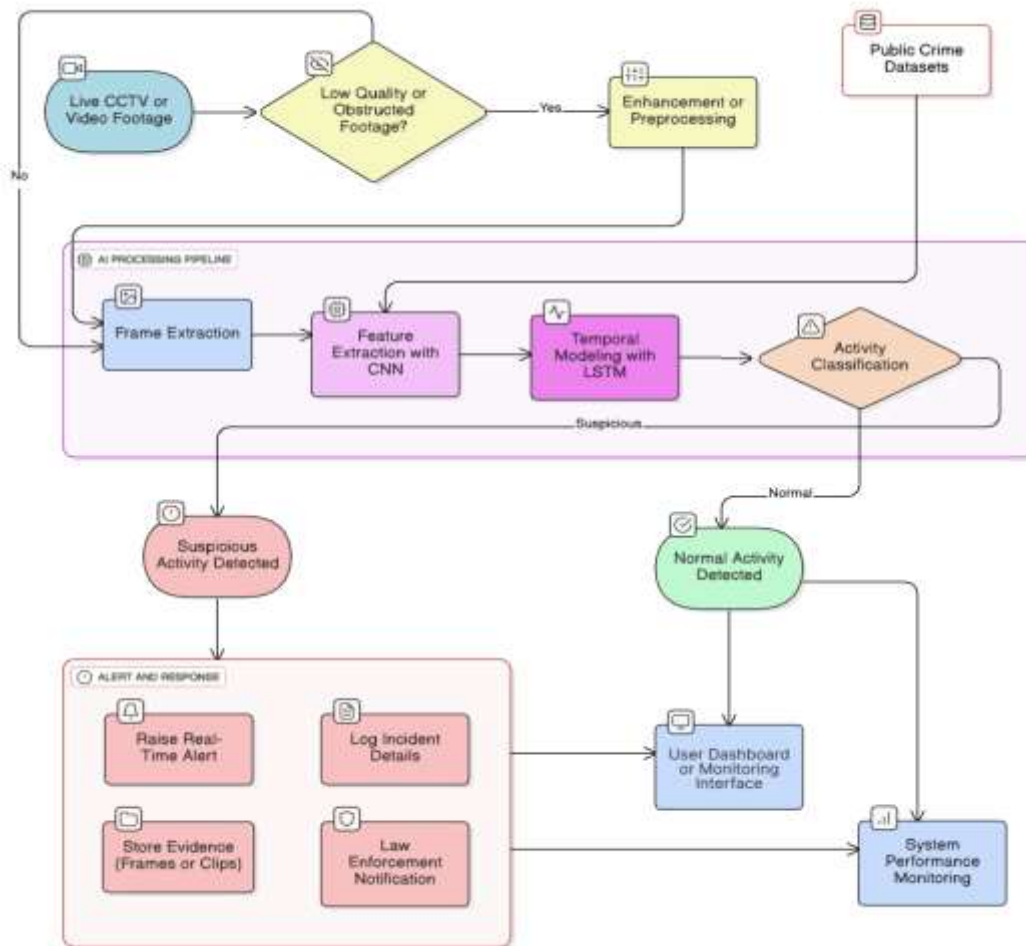 Public Crime
Datasets
Live CCTV or
Video Footage
Low Quality or
Obstructed
Footage?
Yes
Enhancement or
Preprocessing
No
AI PROCESSING PIPELINE
Frame Extraction
Feature
Extraction with
CNN
Temporal
Modeling with
LSTM
Activity
Classification
Suspicious
Normal
Suspicious
Activity Detected
Normal Activity
Detected
ALERT AND RESPONSE
Raise Real-
Time Alert
Log Incident
Details
User Dashboard
or Monitoring
Interface
Store Evidence
(Frames or Clips)
Law
Enforcement
Notification
System
Performance
Monitoring